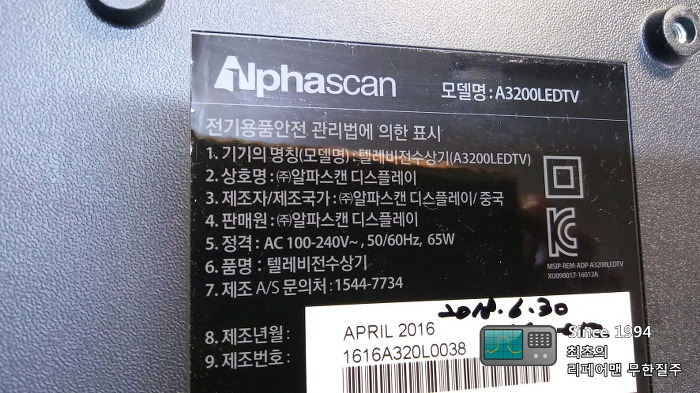 Alphascan 모델명 : A3200LEDTV
전기용품안전 관리법에 의한 표시
1. 기기의 명칭(모델명) : 텔레비전수상기(A3200LEDTV)
2. 상호명 : ㈜알파스캔 디스플레이
3. 제조자/제조국가 : ㈜알파스캔 디스플레이/ 중국
4. 판매원 : ㈜알파스캔 디스플레이
5. 정격 : AC 100-240V~ , 50/60Hz, 65W
6. 품명 : 텔레비전수상기
7. 제조 A/S 문의처 : 1544-7734
MSIP-REM-ADP-A3200LEDTV
XU090017-16012A
2018.6.30
8. 제조년월 : APRIL 2016
9. 제조번호 : 1616A320L0038
Since 1994
최초의
리페어맨 무한질주